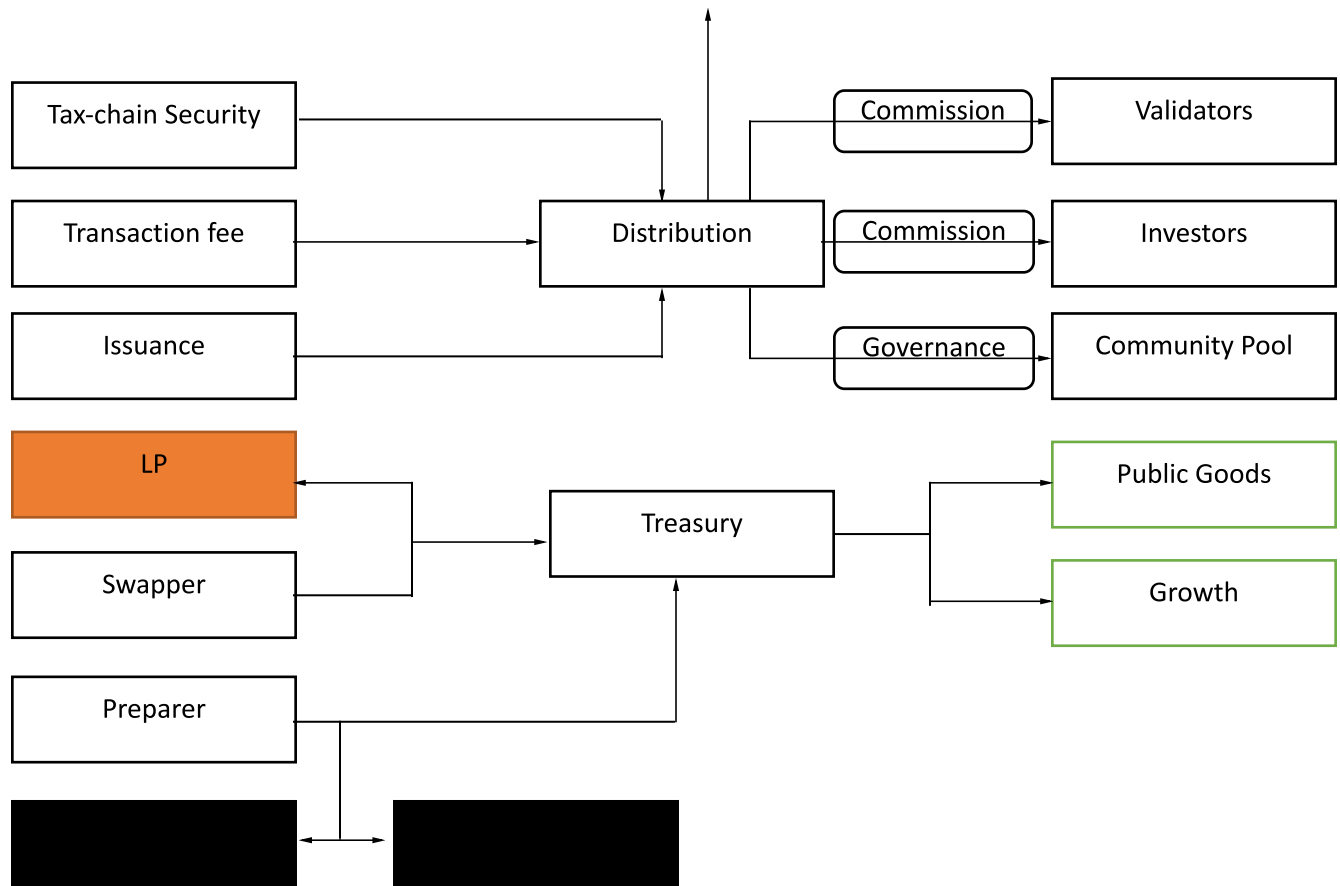 Tax-chain Security
Commission
Validators
Transaction fee
Distribution
Commission
Investors
Issuance
Governance
Community Pool
LP
Public Goods
Treasury
Swapper
Growth
Preparer